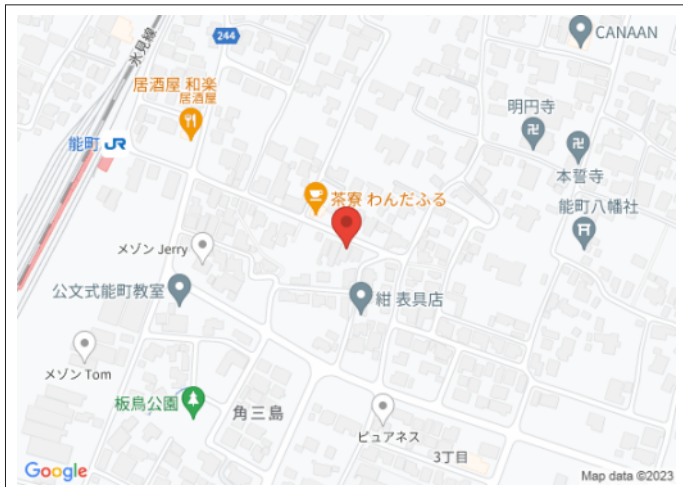 CANAAN
244
氷見線
居酒屋 和楽
居酒屋
明円寺
能町 JR
本誓寺
茶寮 わんだふる
能町八幡社
メゾン Jerry
公文式能町教室
紺 表具店
メゾン Tom
板鳥公園
角三島
ピュアネス
3丁目
Google
Map data ©2023